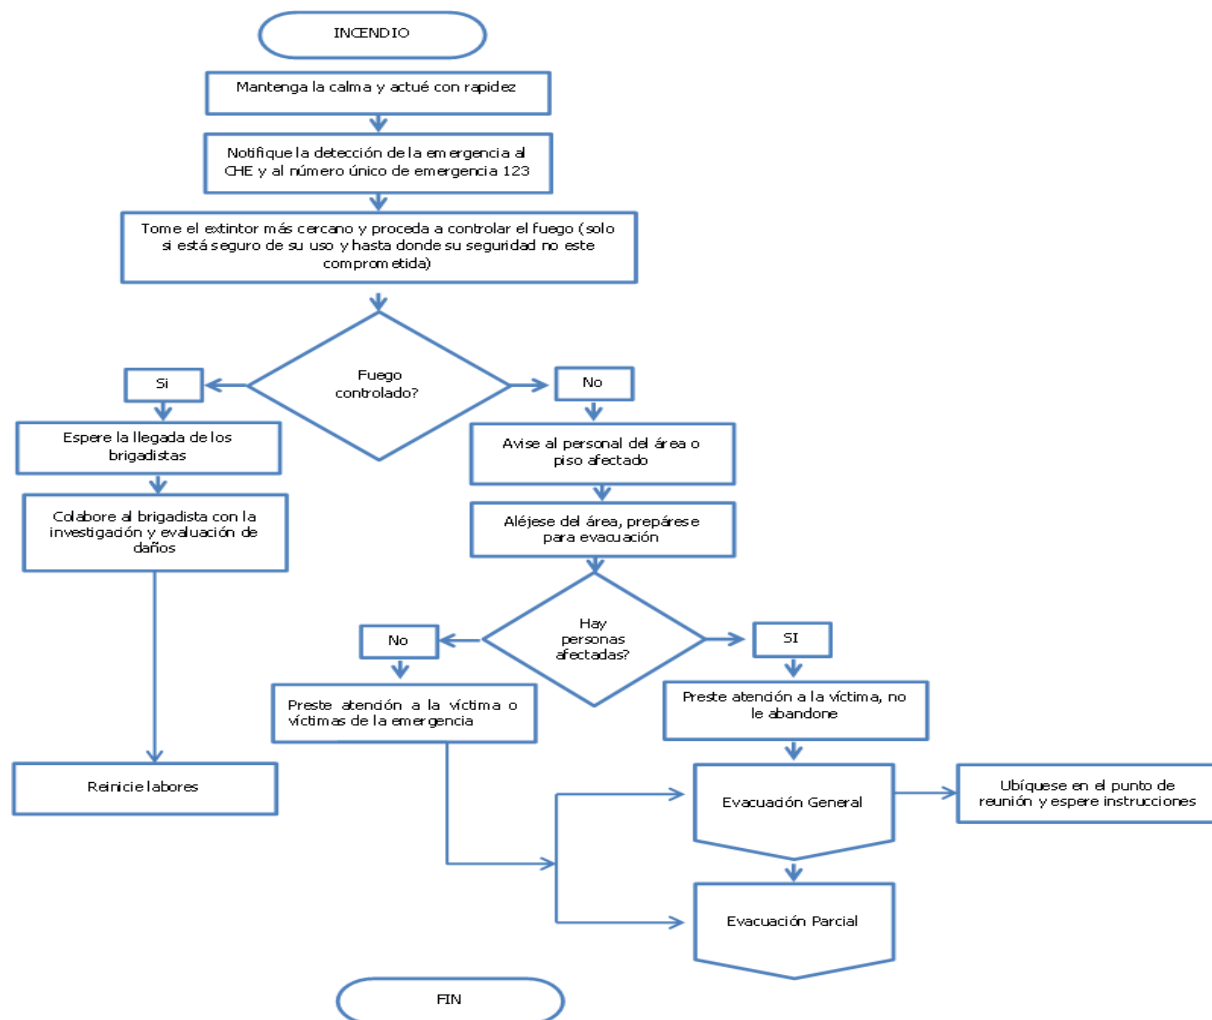 INCENDIO
Mantenga la calma y actué con rapidez
Notifique la detección de la emergencia al
CHE y al número único de emergencia 123
Tome el extintor más cercano y proceda a controlar el fuego (solo
si está seguro de su uso y hasta donde su seguridad no este
comprometida)
Fuego
controlado?
Si
No
Espere la llegada de los
brigadistas
Avise al personal del área o
piso afectado
Colabore al brigadista con la
investigación y evaluación de
daños
Aléjese del área, prepárese
para evacuación
Hay
personas
afectadas?
No
SI
Preste atención a la víctima o
víctimas de la emergencia
Preste atención a la víctima, no
le abandone
Reinicie labores
Evacuación General
Ubíquese en el punto de
reunión y espere instrucciones
Evacuación Parcial
FIN